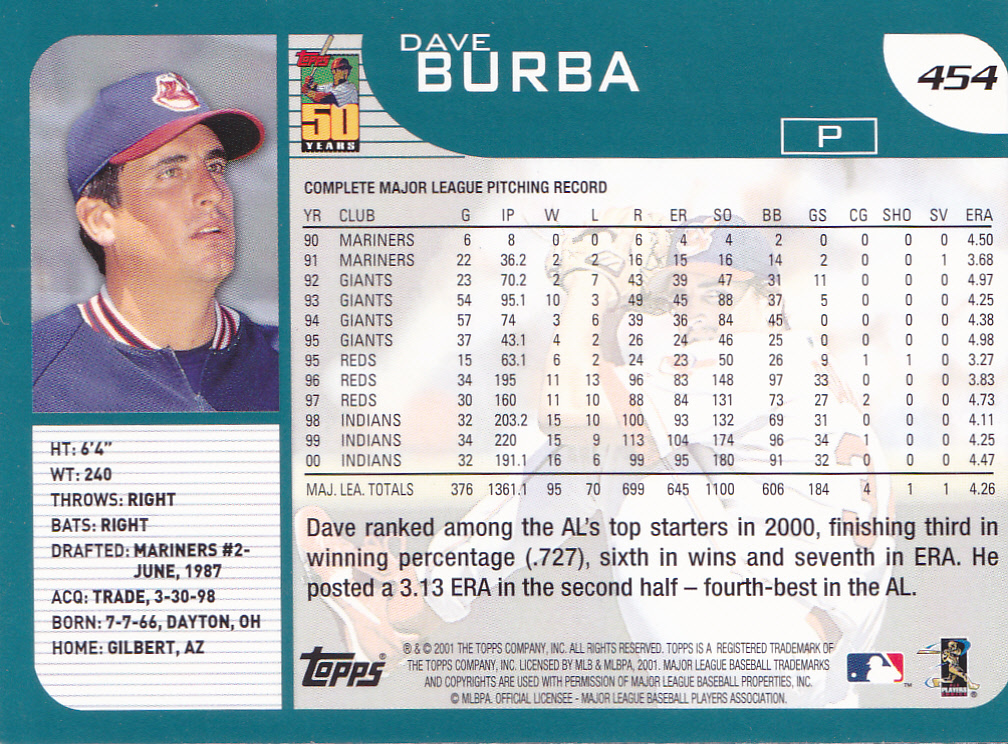 DAVE
BURBA
454
Topps
50
YEARS
P
COMPLETE MAJOR LEAGUE PITCHING RECORD
YR CLUB G IP W L R ER SO BB GS CG SHO SV ERA
90 MARINERS 6 8 0 0 6 4 4 2 0 0 0 0 4.50
91 MARINERS 22 36.2 2 2 16 15 16 14 2 0 0 1 3.68
92 GIANTS 23 70.2 2 7 43 39 47 31 11 0 0 0 4.97
93 GIANTS 54 95.1 10 3 49 45 88 37 5 0 0 0 4.25
94 GIANTS 57 74 3 6 39 36 84 45 0 0 0 0 4.38
95 GIANTS 37 43.1 4 2 26 24 46 25 0 0 0 0 4.98
95 REDS 15 63.1 6 2 24 23 50 26 9 1 1 0 3.27
96 REDS 34 195 11 13 96 83 148 97 33 0 0 0 3.83
97 REDS 30 160 11 10 88 84 131 73 27 2 0 0 4.73
98 INDIANS 32 203.2 15 10 100 93 132 69 31 0 0 0 4.11
99 INDIANS 34 220 15 9 113 104 174 96 34 1 0 0 4.25
00 INDIANS 32 191.1 16 6 99 95 180 91 32 0 0 0 4.47
MAJ. LEA. TOTALS 376 1361.1 95 70 699 645 1100 606 184 4 1 1 4.26
HT: 6'4"
WT: 240
THROWS: RIGHT
BATS: RIGHT
DRAFTED: MARINERS #2-
JUNE, 1987
ACQ: TRADE, 3-30-98
BORN: 7-7-66, DAYTON, OH
HOME: GILBERT, AZ
Dave ranked among the AL's top starters in 2000, finishing third in
winning percentage (.727), sixth in wins and seventh in ERA. He
posted a 3.13 ERA in the second half – fourth-best in the AL.
Topps®
® & © 2001 THE TOPPS COMPANY, INC. ALL RIGHTS RESERVED. TOPPS IS A REGISTERED TRADEMARK OF
THE TOPPS COMPANY, INC. LICENSED BY MLB & MLBPA, 2001. MAJOR LEAGUE BASEBALL TRADEMARKS
AND COPYRIGHTS ARE USED WITH PERMISSION OF MAJOR LEAGUE BASEBALL PROPERTIES, INC.
© MLBPA. OFFICIAL LICENSEE - MAJOR LEAGUE BASEBALL PLAYERS ASSOCIATION.
TM
PLAYERS
®